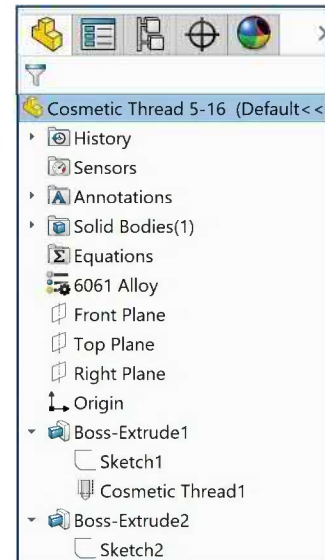 Cosmetic Thread 5-16 (Default<<
History
Sensors
Annotations
Solid Bodies(1)
Equations
6061 Alloy
Front Plane
Top Plane
Right Plane
Origin
Boss-Extrude1
Sketch1
Cosmetic Thread1
Boss-Extrude2
Sketch2